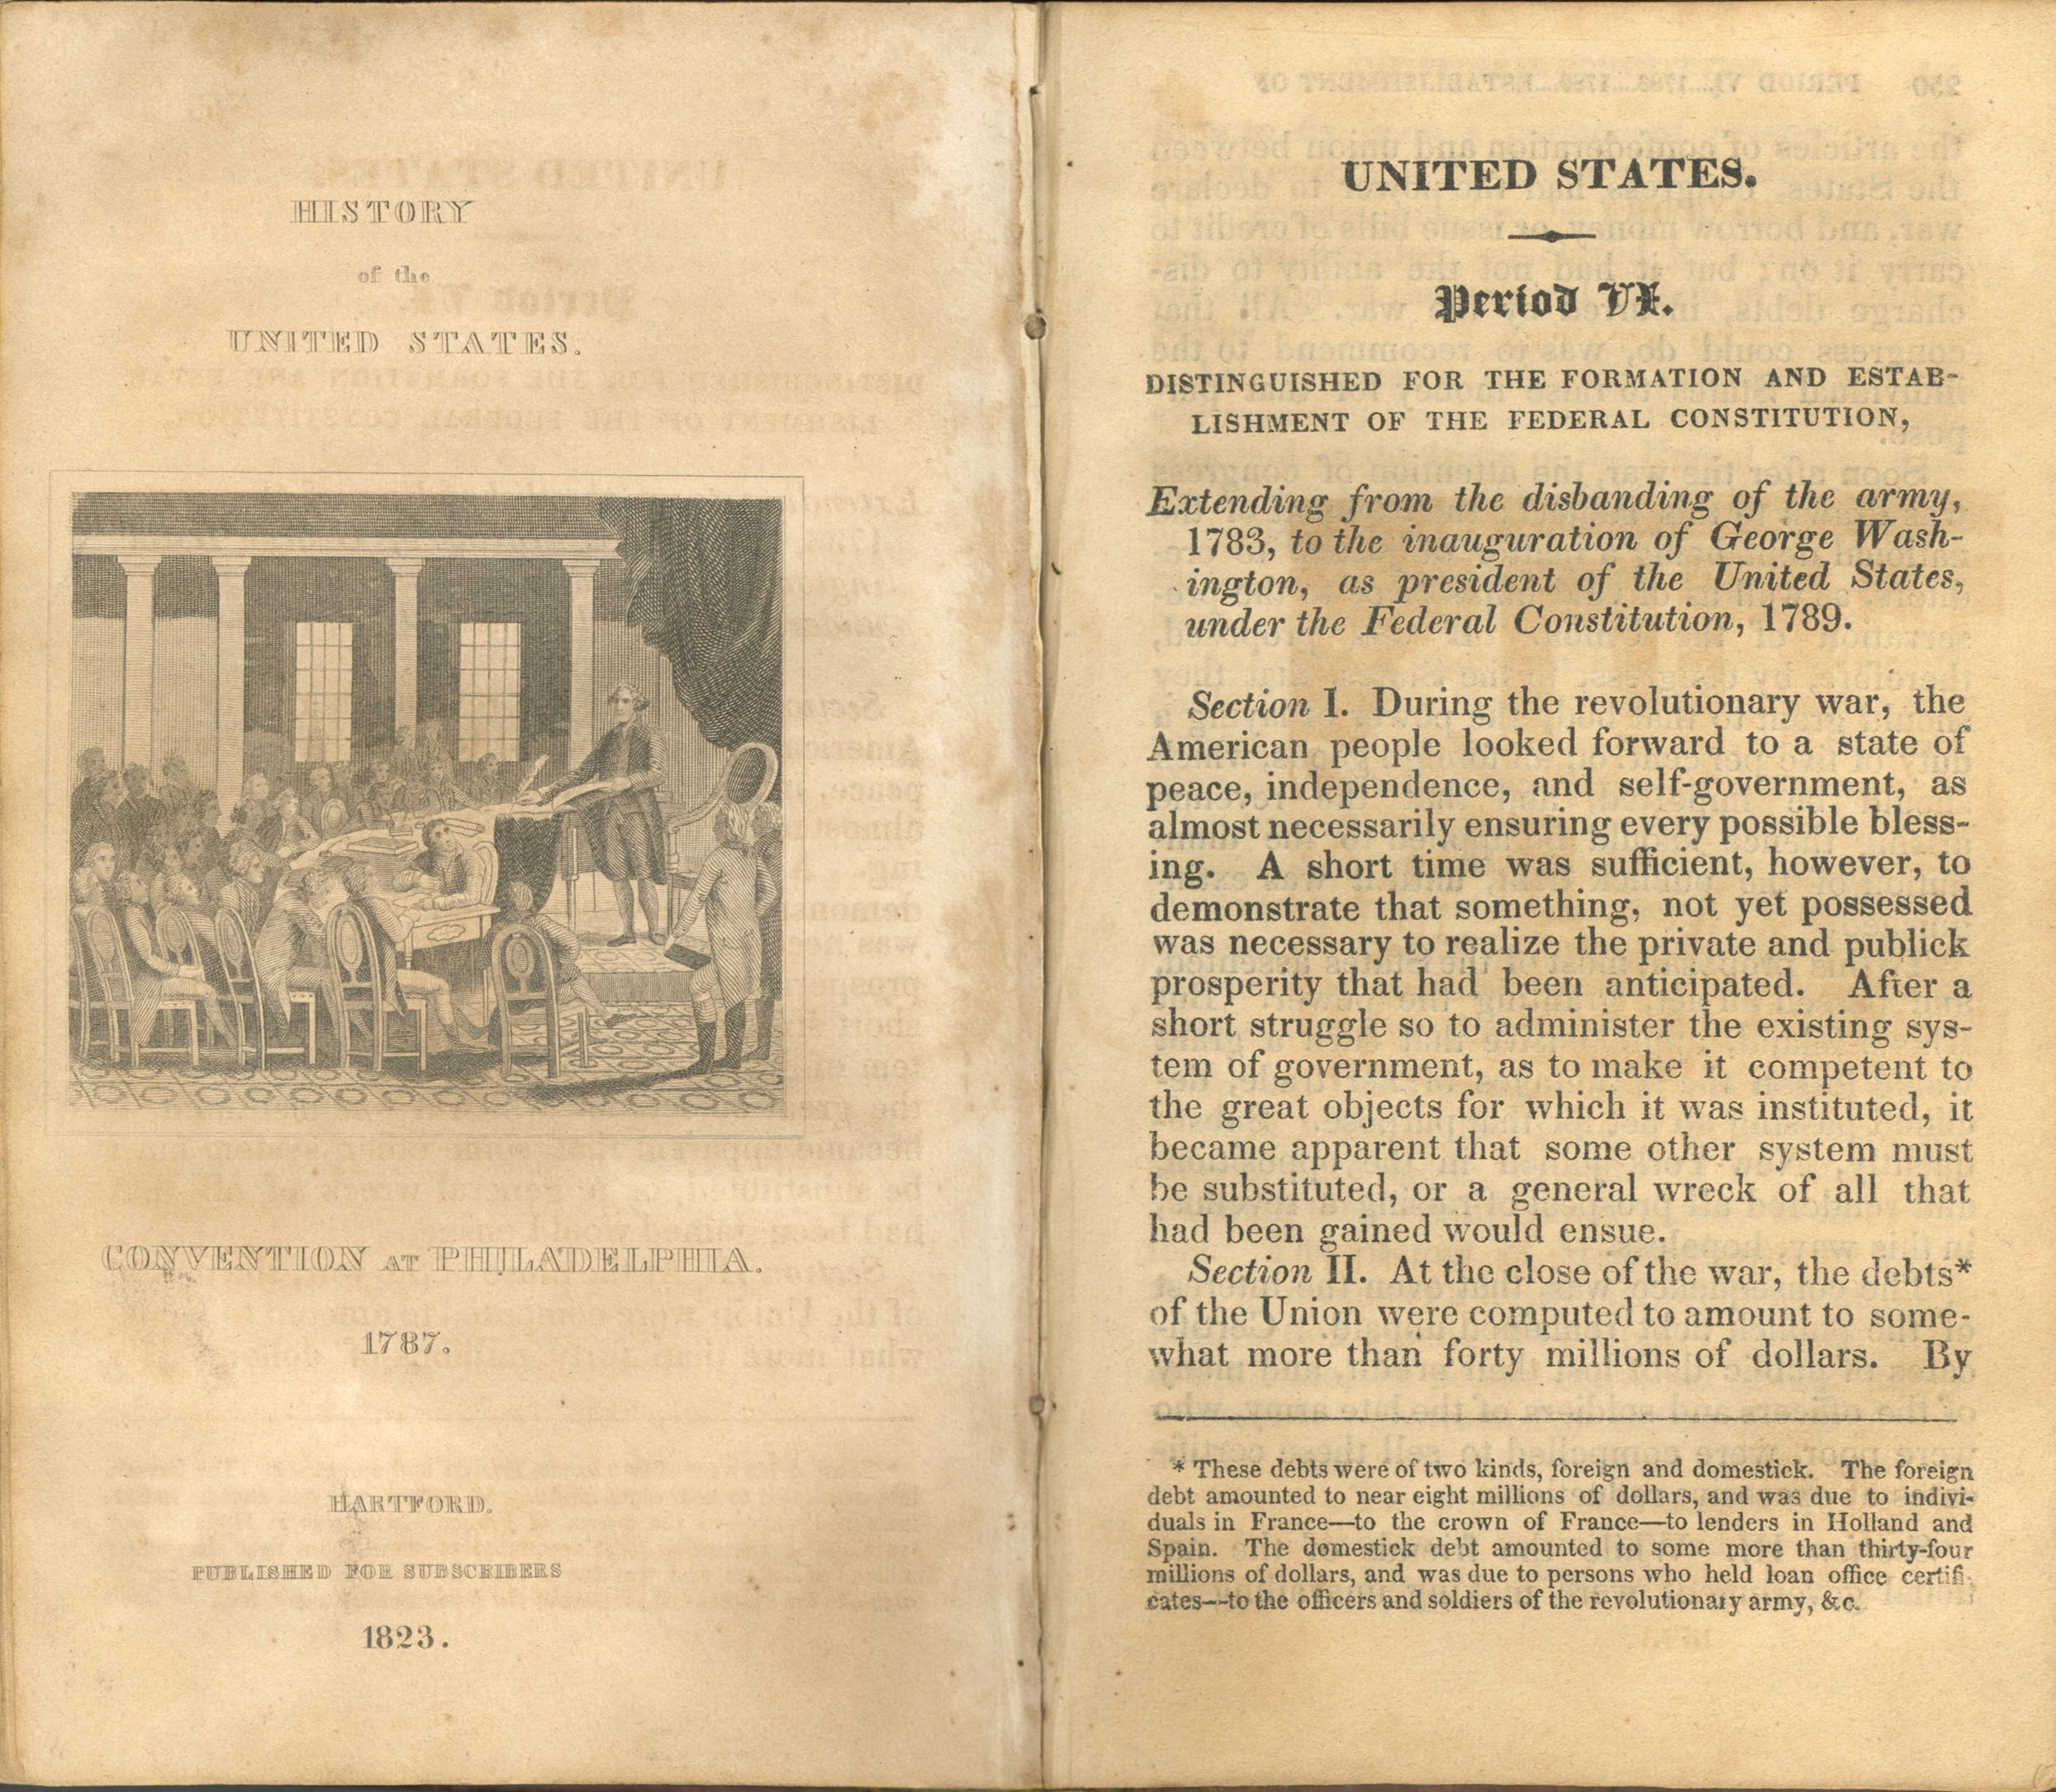 HISTORY
of the
UNITED STATES.
CONVENTION AT PHILADELPHIA.
1787.
HARTFORD.
PUBLISHED FOR SUBSCRIBERS
1823.
UNITED STATES.
Period VI.
DISTINGUISHED FOR THE FORMATION AND ESTAB-
LISHMENT OF THE FEDERAL CONSTITUTION,
Extending from the disbanding of the army,
1783, to the inauguration of George Wash-
ington, as president of the United States,
under the Federal Constitution, 1789.
Section I. During the revolutionary war, the
American people looked forward to a state of
peace, independence, and self-government, as
almost necessarily ensuring every possible bless-
ing. A short time was sufficient, however, to
demonstrate that something, not yet possessed
was necessary to realize the private and publick
prosperity that had been anticipated. After a
short struggle so to administer the existing sys-
tem of government, as to make it competent to
the great objects for which it was instituted, it
became apparent that some other system must
be substituted, or a general wreck of all that
had been gained would ensue.
Section II. At the close of the war, the debts*
of the Union were computed to amount to some-
what more than forty millions of dollars. By
* These debts were of two kinds, foreign and domestick. The foreign
debt amounted to near eight millions of dollars, and was due to indivi-
duals in France—to the crown of France—to lenders in Holland and
Spain. The domestick debt amounted to some more than thirty-four
millions of dollars, and was due to persons who held loan office certifi-
cates—to the officers and soldiers of the revolutionary army, &c.